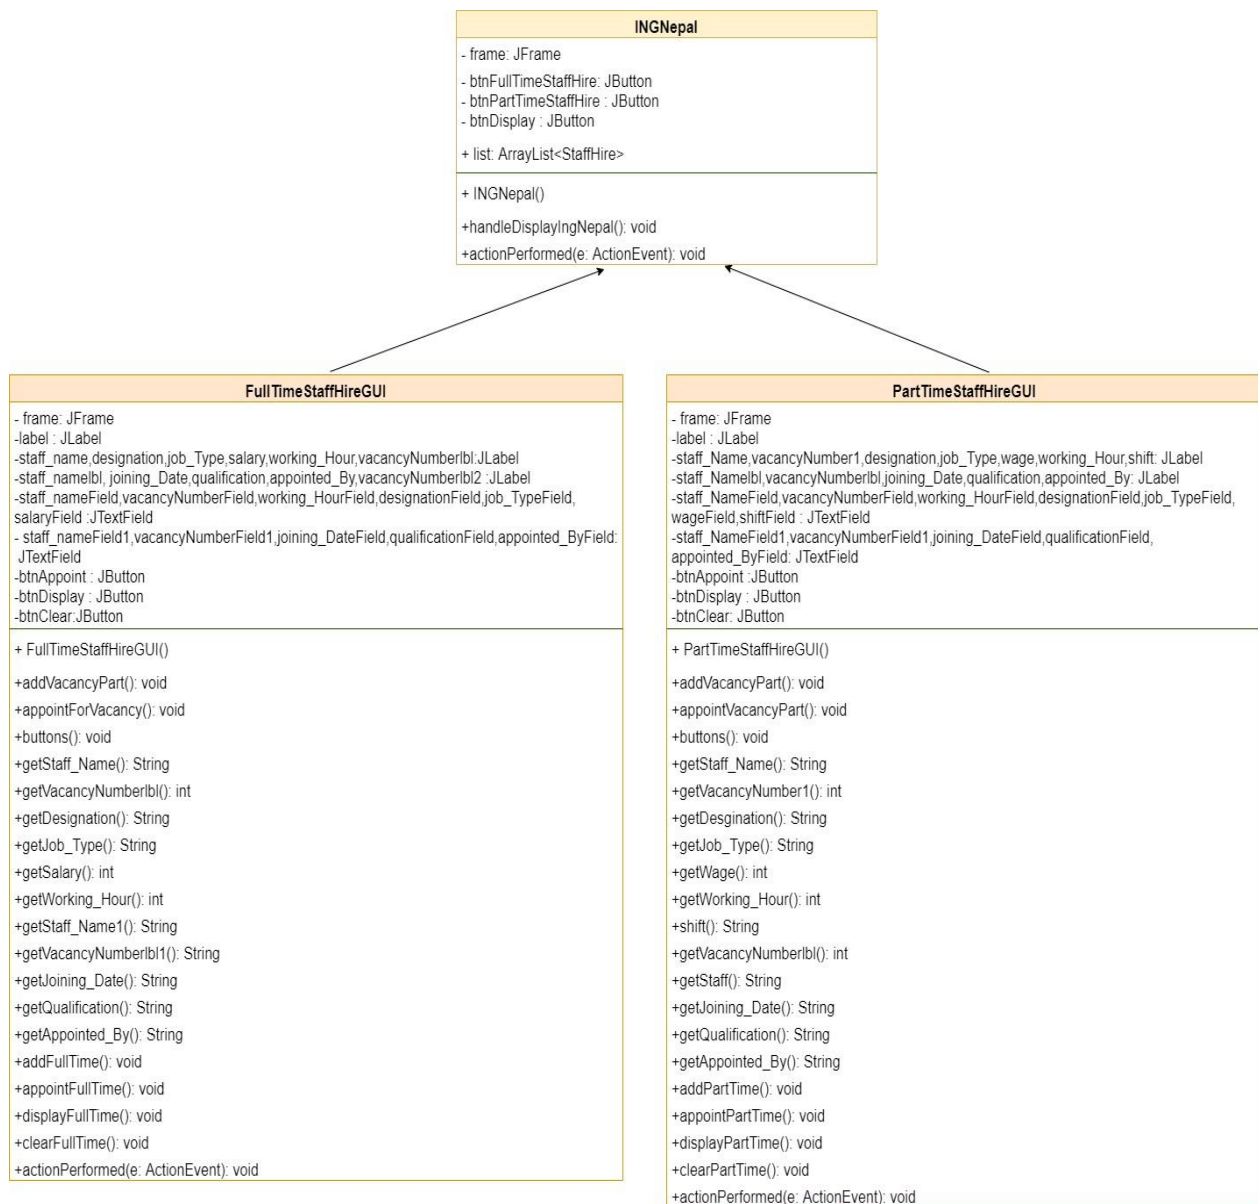 INGNepal
- frame: JFrame
- btnFullTimeStaffHire: JButton
- btnPartTimeStaffHire : JButton
- btnDisplay : JButton
+ list: ArrayList<StaffHire>
+ INGNepal()
+handleDisplayIngNepal(): void
+actionPerformed(e: ActionEvent): void
FullTimeStaffHireGUI
- frame: JFrame
-label : JLabel
-staff_name,designation,job_Type,salary,working_Hour,vacancyNumberlbl:JLabel
-staff_namelbl, joining_Date,qualification,appointed_By,vacancyNumberlbl2 :JLabel
-staff_nameField,vacancyNumberField,working_HourField,designationField,job_TypeField,
salaryField :JTextField
- staff_nameField1,vacancyNumberField1,joining_DateField,qualificationField,appointed_ByField:
JTextField
-btnAppoint : JButton
-btnDisplay : JButton
-btnClear:JButton
+ FullTimeStaffHireGUI()
+addVacancyPart(): void
+appointForVacancy(): void
+buttons(): void
+getStaff_Name(): String
+getVacancyNumberlbl(): int
+getDesignation(): String
+getJob_Type(): String
+getSalary(): int
+getWorking_Hour(): int
+getStaff_Name1(): String
+getVacancyNumberlbl1(): String
+getJoining_Date(): String
+getQualification(): String
+getAppointed_By(): String
+addFullTime(): void
+appointFullTime(): void
+displayFullTime(): void
+clearFullTime(): void
+actionPerformed(e: ActionEvent): void
PartTimeStaffHireGUI
- frame: JFrame
-label : JLabel
-staff_Name,vacancyNumber1,designation,job_Type,wage,working_Hour,shift: JLabel
-staff_Namelbl,vacancyNumberlbl,joining_Date,qualification,appointed_By: JLabel
-staff_NameField,vacancyNumberField,working_HourField,designationField,job_TypeField,
wageField,shiftField : JTextField
-staff_NameField1,vacancyNumberField1,joining_DateField,qualificationField,
appointed_ByField: JTextField
-btnAppoint :JButton
-btnDisplay : JButton
-btnClear: JButton
+ PartTimeStaffHireGUI()
+addVacancyPart(): void
+appointVacancyPart(): void
+buttons(): void
+getStaff_Name(): String
+getVacancyNumber1(): int
+getDesgination(): String
+getJob_Type(): String
+getWage(): int
+getWorking_Hour(): int
+shift(): String
+getVacancyNumberlbl(): int
+getStaff(): String
+getJoining_Date(): String
+getQualification(): String
+getAppointed_By(): String
+addPartTime(): void
+appointPartTime(): void
+displayPartTime(): void
+clearPartTime(): void
+actionPerformed(e: ActionEvent): void